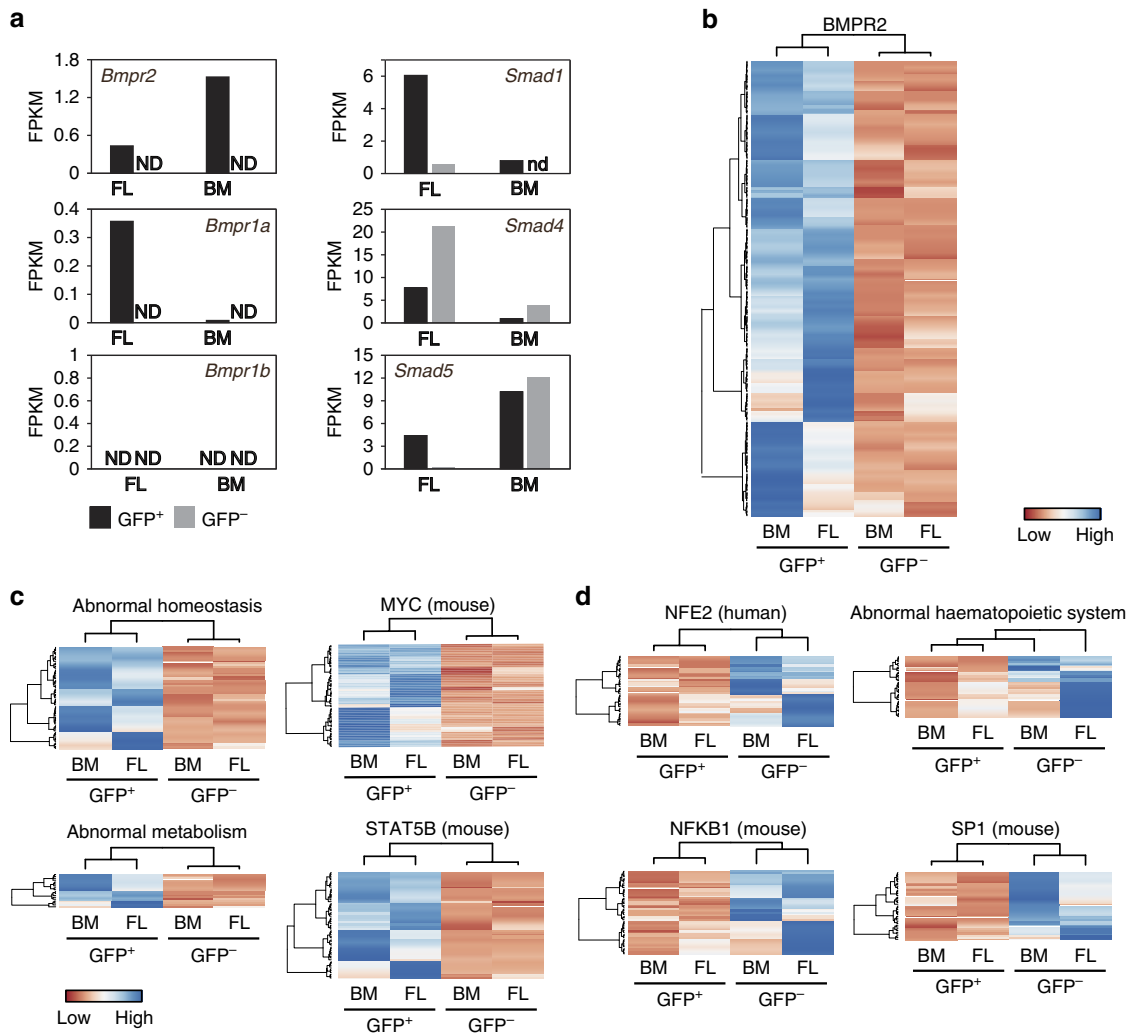 a
Bmpr2
FPKM
1.8
1.2
0.6
0
ND
ND
FL
BM
Smad1
FPKM
6
4
2
0
nd
FL
BM
Bmpr1a
FPKM
0.4
0.3
0.2
0.1
0
ND
ND
FL
BM
Smad4
FPKM
25
20
15
10
5
0
FL
BM
Bmpr1b
FPKM
1
0.8
0.6
0.4
0.2
0
ND ND
ND ND
FL
BM
Smad5
FPKM
15
12
9
6
3
0
FL
BM
GFP+
GFP−
b
BMPR2
BM FL BM FL
GFP+ GFP−
Low High
c
Abnormal homeostasis
BM FL BM FL
GFP+ GFP−
MYC (mouse)
BM FL BM FL
GFP+ GFP−
Abnormal metabolism
BM FL BM FL
GFP+ GFP−
STAT5B (mouse)
BM FL BM FL
GFP+ GFP−
Low High
d
NFE2 (human)
BM FL BM FL
GFP+ GFP−
Abnormal haematopoietic system
BM FL BM FL
GFP+ GFP−
NFKB1 (mouse)
BM FL BM FL
GFP+ GFP−
SP1 (mouse)
BM FL BM FL
GFP+ GFP−